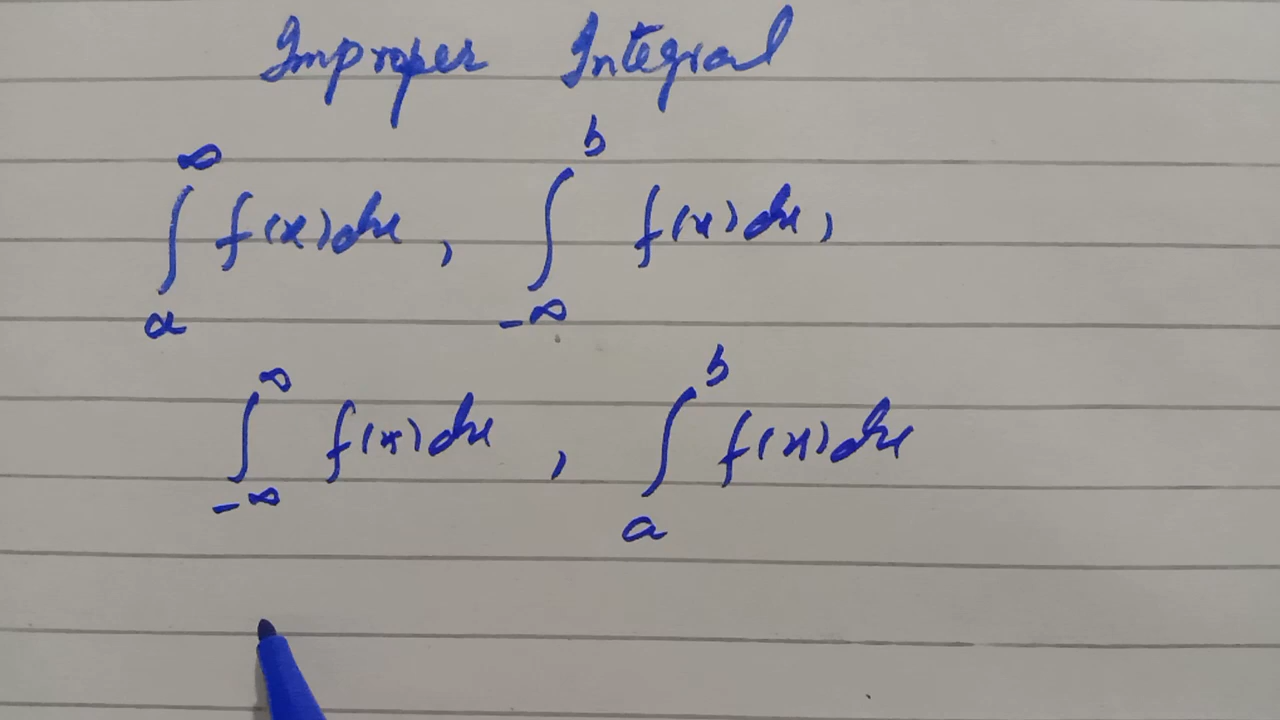 Improper Integral
∫_a^∞ f(x)dx, ∫_{-∞}^b f(x)dx,
∫_{-∞}^∞ f(x)dx, ∫_a^b f(x)dx